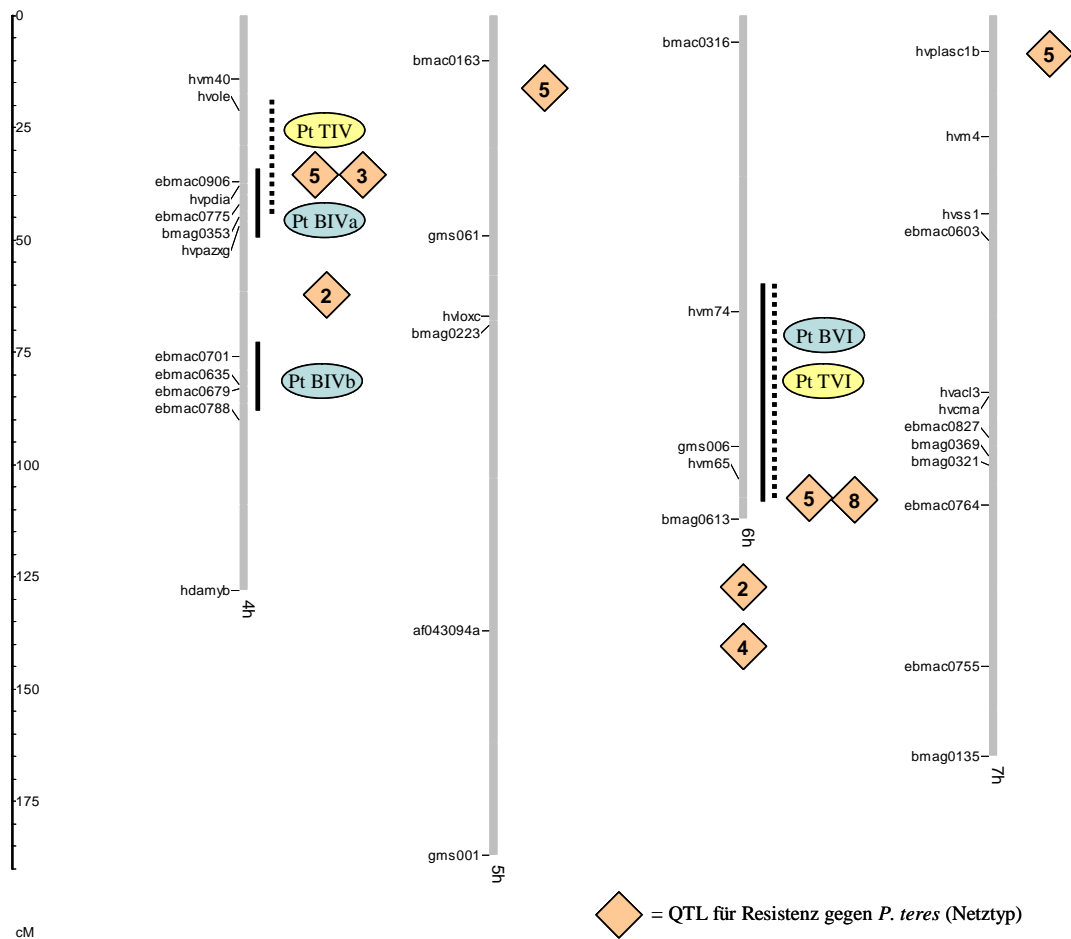 0
25
50
75
100
125
150
175
cM
hvm40
hvole
ebmac0906
hvpdia
ebmac0775
bmag0353
hvpazxg
ebmac0701
ebmac0635
ebmac0679
ebmac0788
hdamyb
4h
Pt TIV
5 3
Pt BIVa
2
Pt BIVb
bmac0163
gms061
hvloxc
bmag0223
af043094a
gms001
5h
5
bmac0316
hvm74
gms006
hvm65
bmag0613
6h
Pt BVI
Pt TVI
5 8
2
4
hvplasc1b
hvm4
hvss1
ebmac0603
hvacl3
hvcma
ebmac0827
bmag0369
bmag0321
ebmac0764
ebmac0755
bmag0135
7h
5
= QTL für Resistenz gegen P. teres (Netztyp)